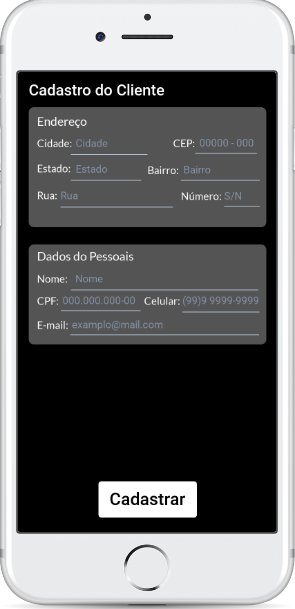 Cadastro do Cliente
Endereço
Cidade: Cidade CEP: 00000 - 000
Estado: Estado Bairro: Bairro
Rua: Rua Número: S/N
Dados do Pessoais
Nome: Nome
CPF: 000.000.000-00 Celular: (99)9 9999-9999
E-mail: examplo@mail.com
Cadastrar